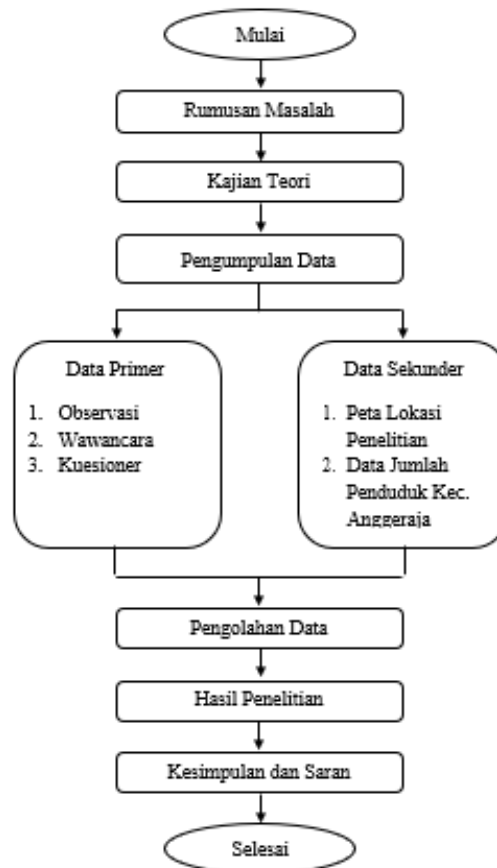 Mulai
Rumusan Masalah
Kajian Teori
Pengumpulan Data
Data Primer
1. Observasi
2. Wawancara
3. Kuesioner
Data Sekunder
1. Peta Lokasi
Penelitian
2. Data Jumlah
Penduduk Kec.
Anggeraja
Pengolahan Data
Hasil Penelitian
Kesimpulan dan Saran
Selesai